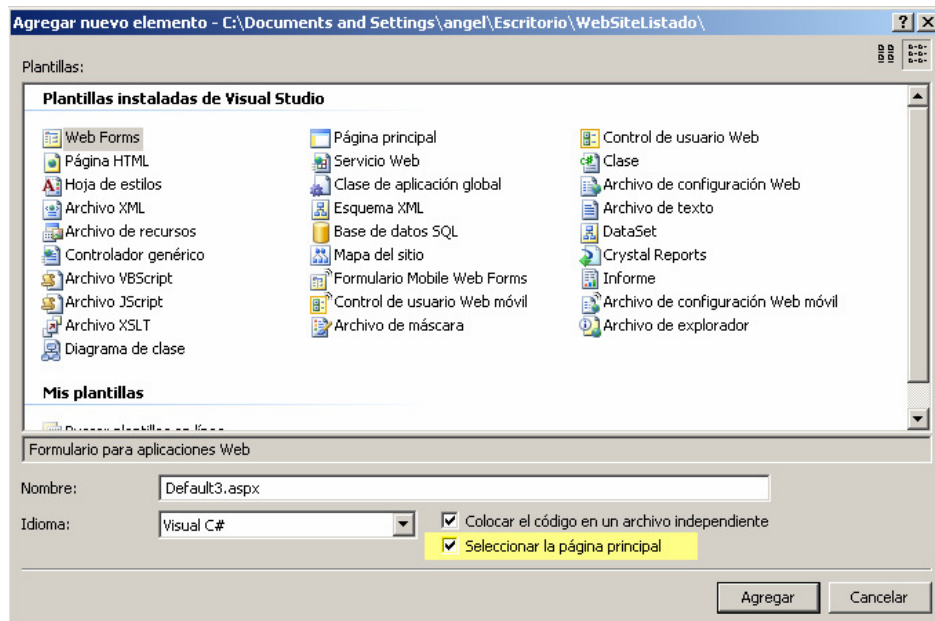 Agregar nuevo elemento - C:\Documents and Settings\angel\Escritorio\WebSiteListado\
Plantillas:
Plantillas instaladas de Visual Studio
Web Forms Página principal Control de usuario Web
Página HTML Servicio Web Clase
Hoja de estilos Clase de aplicación global Archivo de configuración Web
Archivo XML Esquema XML Archivo de texto
Archivo de recursos Base de datos SQL DataSet
Controlador genérico Mapa del sitio Crystal Reports
Archivo VBScript Formulario Mobile Web Forms Informe
Archivo JScript Control de usuario Web móvil Archivo de configuración Web móvil
Archivo XSLT Archivo de máscara Archivo de explorador
Diagrama de clase
Mis plantillas
Formulario para aplicaciones Web
Nombre: Default3.aspx
Idioma: Visual C# Colocar el código en un archivo independiente
Seleccionar la página principal
Agregar Cancelar